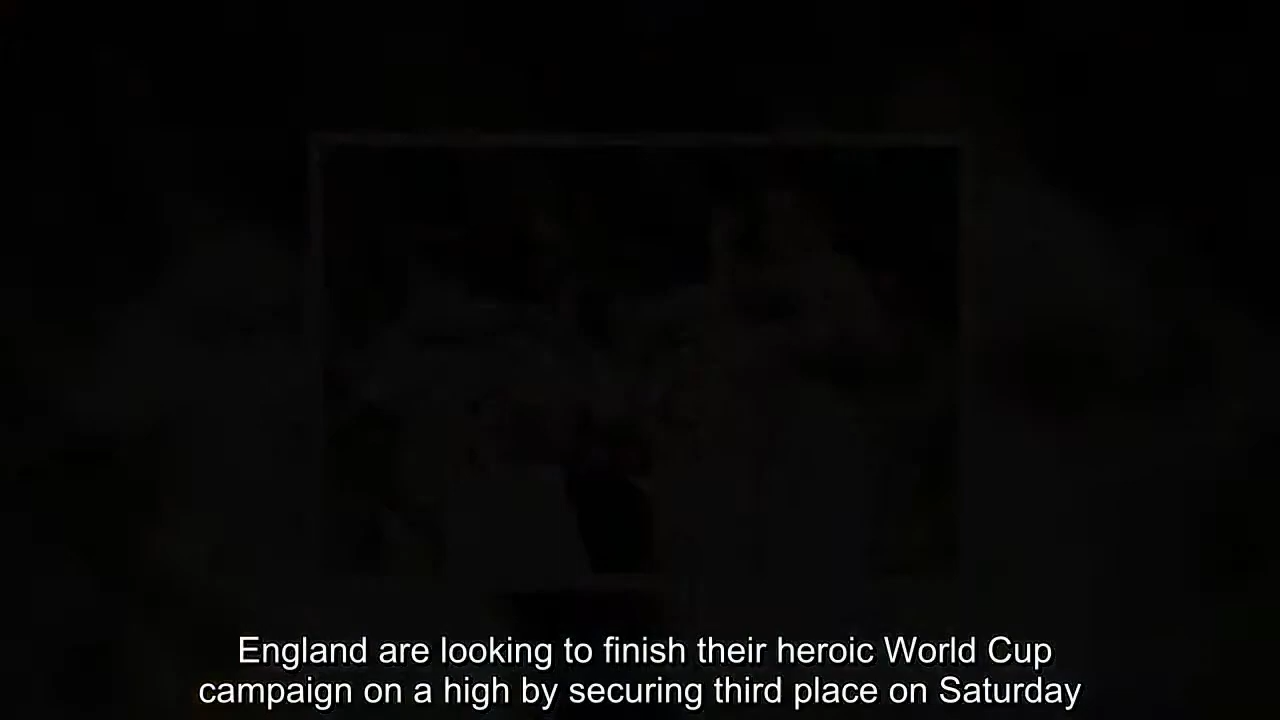 England are looking to finish their heroic World Cup
campaign on a high by securing third place on Saturday